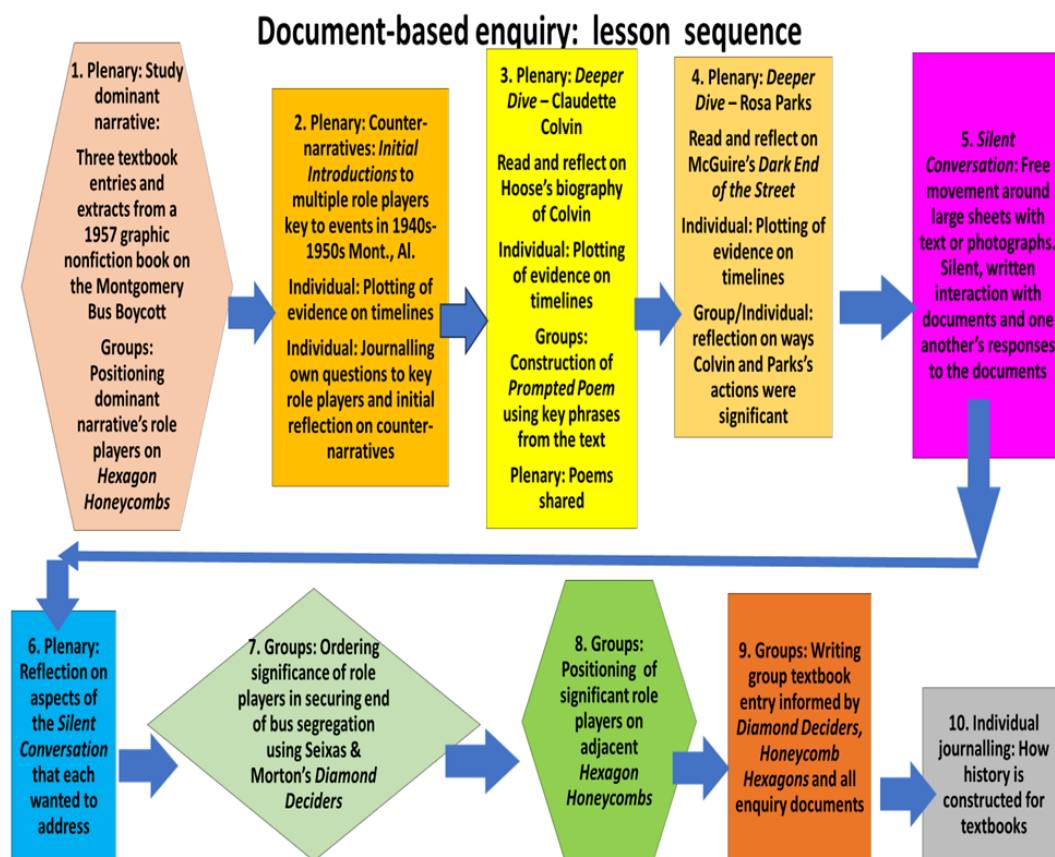 Document-based enquiry: lesson sequence
1. Plenary: Study
dominant
narrative:
Three textbook
entries and
extracts from a
1957 graphic
nonfiction book on
the Montgomery
Bus Boycott
Groups:
Positioning
dominant
narrative's role
players on
Hexagon
Honeycombs
2. Plenary: Counter-
narratives: Initial
Introductions to
multiple role players
key to events in 1940s-
1950s Mont., Al.
Individual: Plotting of
evidence on timelines
Individual: Journalling
own questions to key
role players and initial
reflection on counter-
narratives
3. Plenary: Deeper
Dive – Claudette
Colvin
Read and reflect on
Hoose's biography
of Colvin
Individual: Plotting
of evidence on
timelines
Groups:
Construction of
Prompted Poem
using key phrases
from the text
Plenary: Poems
shared
4. Plenary: Deeper
Dive – Rosa Parks
Read and reflect on
McGuire's Dark End
of the Street
Individual: Plotting of
evidence on
timelines
Group/Individual:
reflection on ways
Colvin and Parks's
actions were
significant
5. Silent
Conversation: Free
movement around
large sheets with
text or photographs.
Silent, written
interaction with
documents and one
another's responses
to the documents
6. Plenary:
Reflection on
aspects of
the Silent
Conversation
that each
wanted to
address
7. Groups: Ordering
significance of role
players in securing end
of bus segregation
using Seixas &
Morton's Diamond
Deciders
8. Groups:
Positioning of
significant role
players on
adjacent
Hexagon
Honeycombs
9. Groups: Writing
group textbook
entry informed by
Diamond Deciders,
Honeycomb
Hexagons and all
enquiry documents
10. Individual
journalling: How
history is
constructed for
textbooks